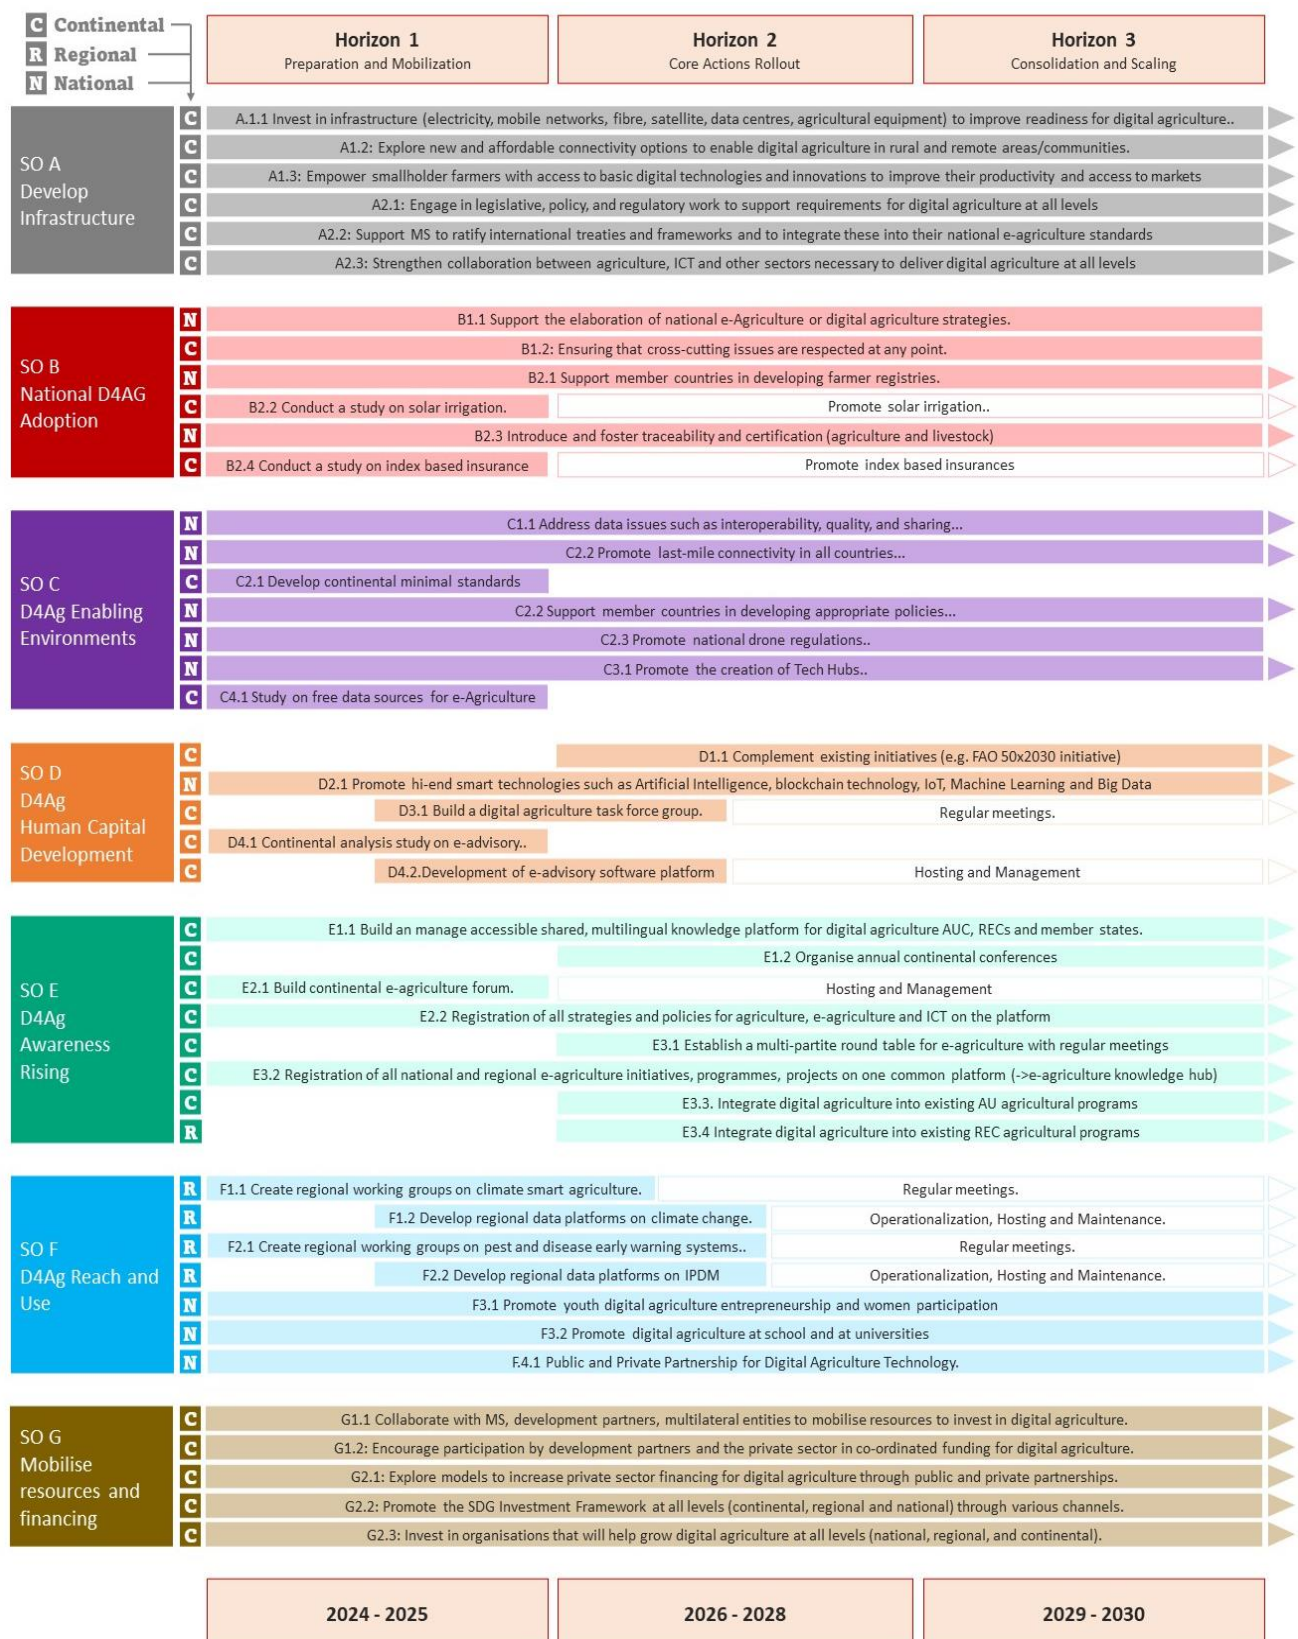 C Continental
R Regional
N National
Horizon 1
Preparation and Mobilization
Horizon 2
Core Actions Rollout
Horizon 3
Consolidation and Scaling
SO A
Develop
Infrastructure
C A.1.1 Invest in infrastructure (electricity, mobile networks, fibre, satellite, data centres, agricultural equipment) to improve readiness for digital agriculture..
C A1.2: Explore new and affordable connectivity options to enable digital agriculture in rural and remote areas/communities.
C A1.3: Empower smallholder farmers with access to basic digital technologies and innovations to improve their productivity and access to markets
C A2.1: Engage in legislative, policy, and regulatory work to support requirements for digital agriculture at all levels
C A2.2: Support MS to ratify international treaties and frameworks and to integrate these into their national e-agriculture standards
C A2.3: Strengthen collaboration between agriculture, ICT and other sectors necessary to deliver digital agriculture at all levels
SO B
National D4AG
Adoption
N B1.1 Support the elaboration of national e-Agriculture or digital agriculture strategies.
C B1.2: Ensuring that cross-cutting issues are respected at any point.
N B2.1 Support member countries in developing farmer registries.
C B2.2 Conduct a study on solar irrigation. Promote solar irrigation..
N B2.3 Introduce and foster traceability and certification (agriculture and livestock)
C B2.4 Conduct a study on index based insurance Promote index based insurances
SO C
D4Ag Enabling
Environments
N C1.1 Address data issues such as interoperability, quality, and sharing...
N C2.2 Promote last-mile connectivity in all countries...
C C2.1 Develop continental minimal standards
N C2.2 Support member countries in developing appropriate policies...
N C2.3 Promote national drone regulations..
N C3.1 Promote the creation of Tech Hubs..
C C4.1 Study on free data sources for e-Agriculture
SO D
D4Ag
Human Capital
Development
C D1.1 Complement existing initiatives (e.g. FAO 50x2030 initiative)
N D2.1 Promote hi-end smart technologies such as Artificial Intelligence, blockchain technology, IoT, Machine Learning and Big Data
C D3.1 Build a digital agriculture task force group. Regular meetings.
C D4.1 Continental analysis study on e-advisory..
C D4.2.Development of e-advisory software platform Hosting and Management
SO E
D4Ag
Awareness
Rising
C E1.1 Build an manage accessible shared, multilingual knowledge platform for digital agriculture AUC, RECs and member states.
C E1.2 Organise annual continental conferences
C E2.1 Build continental e-agriculture forum. Hosting and Management
C E2.2 Registration of all strategies and policies for agriculture, e-agriculture and ICT on the platform
C E3.1 Establish a multi-partite round table for e-agriculture with regular meetings
C E3.2 Registration of all national and regional e-agriculture initiatives, programmes, projects on one common platform (->e-agriculture knowledge hub)
C E3.3. Integrate digital agriculture into existing AU agricultural programs
R E3.4 Integrate digital agriculture into existing REC agricultural programs
SO F
D4Ag Reach and
Use
R F1.1 Create regional working groups on climate smart agriculture. Regular meetings.
R F1.2 Develop regional data platforms on climate change. Operationalization, Hosting and Maintenance.
R F2.1 Create regional working groups on pest and disease early warning systems.. Regular meetings.
R F2.2 Develop regional data platforms on IPDM Operationalization, Hosting and Maintenance.
N F3.1 Promote youth digital agriculture entrepreneurship and women participation
N F3.2 Promote digital agriculture at school and at universities
N F.4.1 Public and Private Partnership for Digital Agriculture Technology.
SO G
Mobilise
resources and
financing
C G1.1 Collaborate with MS, development partners, multilateral entities to mobilise resources to invest in digital agriculture.
C G1.2: Encourage participation by development partners and the private sector in co-ordinated funding for digital agriculture.
C G2.1: Explore models to increase private sector financing for digital agriculture through public and private partnerships.
C G2.2: Promote the SDG Investment Framework at all levels (continental, regional and national) through various channels.
C G2.3: Invest in organisations that will help grow digital agriculture at all levels (national, regional, and continental).
2024 - 2025
2026 - 2028
2029 - 2030